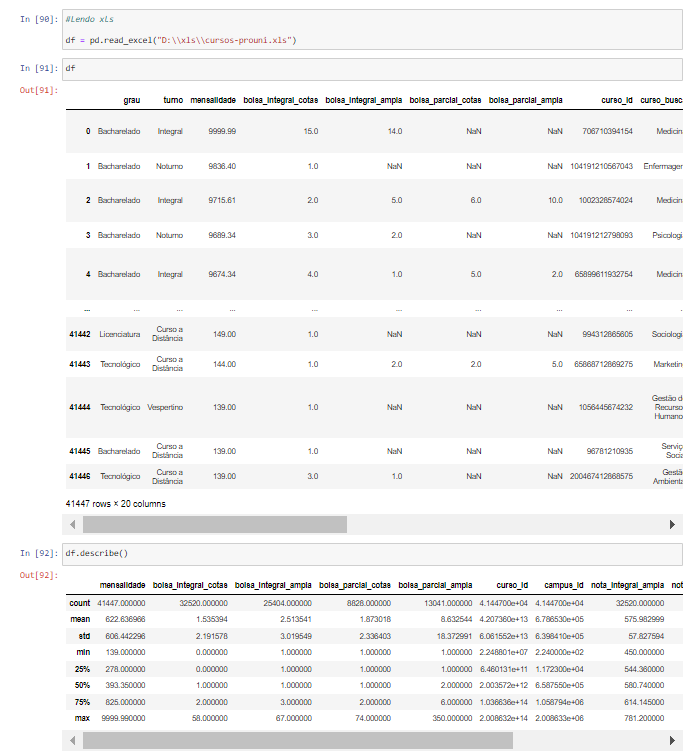 In [90]: #Lendo xls
df = pd.read_excel("D:\\xls\\cursos-prouni.xls")
In [91]: df
Out[91]:
grau turno mensalidade bolsa_integral_cotas bolsa_integral_ampla bolsa_parcial_cotas bolsa_parcial_ampla curso_id curso_busc
0 Bacharelado Integral 9999.99 15.0 14.0 NaN NaN 706710394154 Medicin
1 Bacharelado Noturno 9836.40 1.0 NaN NaN NaN 104191210567043 Enfermager
2 Bacharelado Integral 9715.61 2.0 5.0 6.0 10.0 1002328574024 Medicin
3 Bacharelado Noturno 9689.34 3.0 2.0 NaN NaN 104191212798093 Psicologi
4 Bacharelado Integral 9674.34 4.0 1.0 5.0 2.0 65899611932754 Medicin
... ... ... ... ... ... ... ... ...
41442 Licenciatura Curso a Distância 149.00 1.0 NaN NaN NaN 994312865605 Sociologi
41443 Tecnológico Curso a Distância 144.00 1.0 2.0 2.0 5.0 65868712869275 Marketin
41444 Tecnológico Vespertino 139.00 1.0 NaN NaN NaN 1056445674232 Gestão d Recurso Humano
41445 Bacharelado Curso a Distância 139.00 1.0 NaN NaN NaN 96781210935 Serviç Socia
41446 Tecnológico Curso a Distância 139.00 3.0 1.0 NaN NaN 200467412868575 Gestã Ambienta
41447 rows × 20 columns
In [92]: df.describe()
Out[92]:
mensalidade bolsa_integral_cotas bolsa_integral_ampla bolsa_parcial_cotas bolsa_parcial_ampla curso_id campus_id nota_integral_ampla not
count 41447.000000 32520.000000 25404.000000 8828.000000 13041.000000 4.144700e+04 4.144700e+04 32520.000000
mean 622.636966 1.535394 2.513541 1.873018 8.632544 4.207360e+13 6.786530e+05 575.982999
std 606.442296 2.191578 3.019549 2.336403 18.372991 6.061552e+13 6.398410e+05 57.827594
min 139.000000 0.000000 1.000000 1.000000 1.000000 2.248801e+07 2.240000e+02 450.000000
25% 278.000000 1.000000 1.000000 1.000000 1.000000 6.460131e+11 1.172300e+04 544.360000
50% 393.350000 1.000000 1.000000 1.000000 2.000000 2.003572e+12 6.587550e+05 580.740000
75% 825.000000 2.000000 3.000000 2.000000 6.000000 1.036636e+14 1.058794e+06 614.145000
max 9999.990000 58.000000 67.000000 74.000000 350.000000 2.008632e+14 2.008633e+06 781.200000